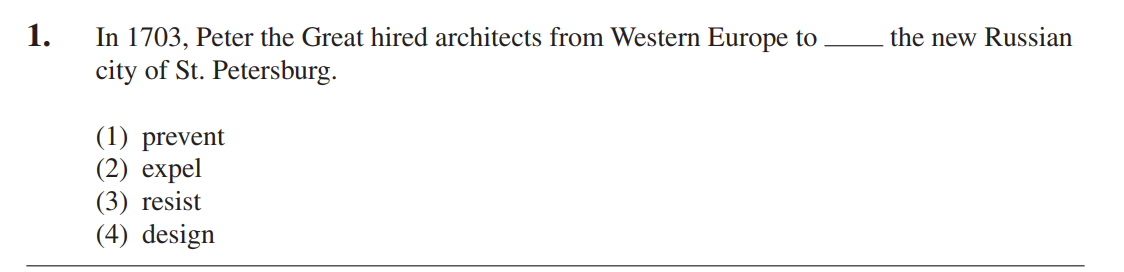 1. In 1703, Peter the Great hired architects from Western Europe to ____ the new Russian
city of St. Petersburg.
(1) prevent
(2) expel
(3) resist
(4) design